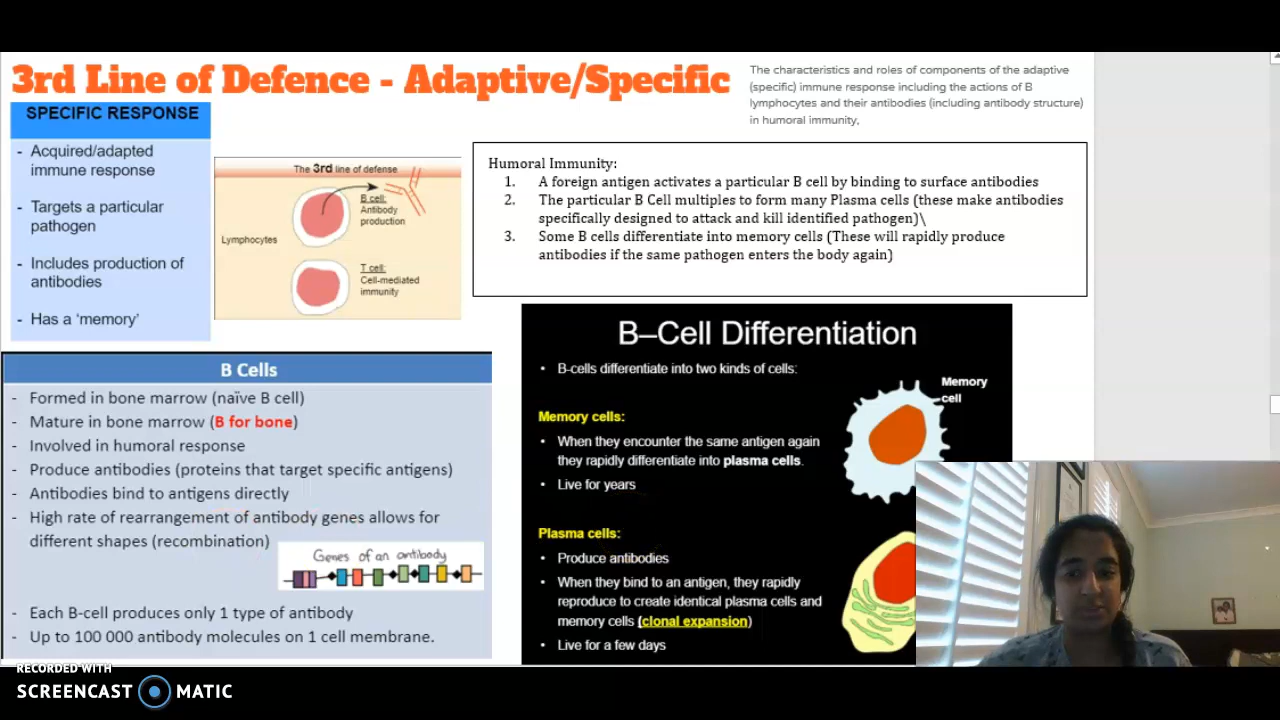 3rd Line of Defence - Adaptive/Specific
The characteristics and roles of components of the adaptive
(specific) immune response including the actions of B
lymphocytes and their antibodies (including antibody structure)
in humoral immunity,
SPECIFIC RESPONSE
- Acquired/adapted
immune response
- Targets a particular
pathogen
- Includes production of
antibodies
- Has a ‘memory’
The 3rd line of defense
B cell:
Antibody
production
Lymphocytes
T cell:
Cell-mediated
immunity
Humoral Immunity:
1. A foreign antigen activates a particular B cell by binding to surface antibodies
2. The particular B Cell multiples to form many Plasma cells (these make antibodies
specifically designed to attack and kill identified pathogen)\
3. Some B cells differentiate into memory cells (These will rapidly produce
antibodies if the same pathogen enters the body again)
B Cells
- Formed in bone marrow (naïve B cell)
- Mature in bone marrow (B for bone)
- Involved in humoral response
- Produce antibodies (proteins that target specific antigens)
- Antibodies bind to antigens directly
- High rate of rearrangement of antibody genes allows for
different shapes (recombination)
Genes of an antibody
- Each B-cell produces only 1 type of antibody
- Up to 100 000 antibody molecules on 1 cell membrane.
B–Cell Differentiation
• B-cells differentiate into two kinds of cells:
Memory
cell
Memory cells:
• When they encounter the same antigen again
they rapidly differentiate into plasma cells.
• Live for years
Plasma cells:
• Produce antibodies
• When they bind to an antigen, they rapidly
reproduce to create identical plasma cells and
memory cells (clonal expansion)
• Live for a few days
RECORDED WITH
SCREENCAST MATIC